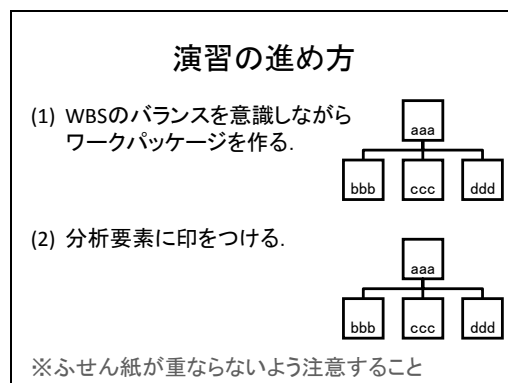 演習の進め方
(1) WBSのバランスを意識しながら
ワークパッケージを作る.
aaa
bbb ccc ddd
(2) 分析要素に印をつける.
aaa
bbb ccc ddd
※ふせん紙が重ならないよう注意すること